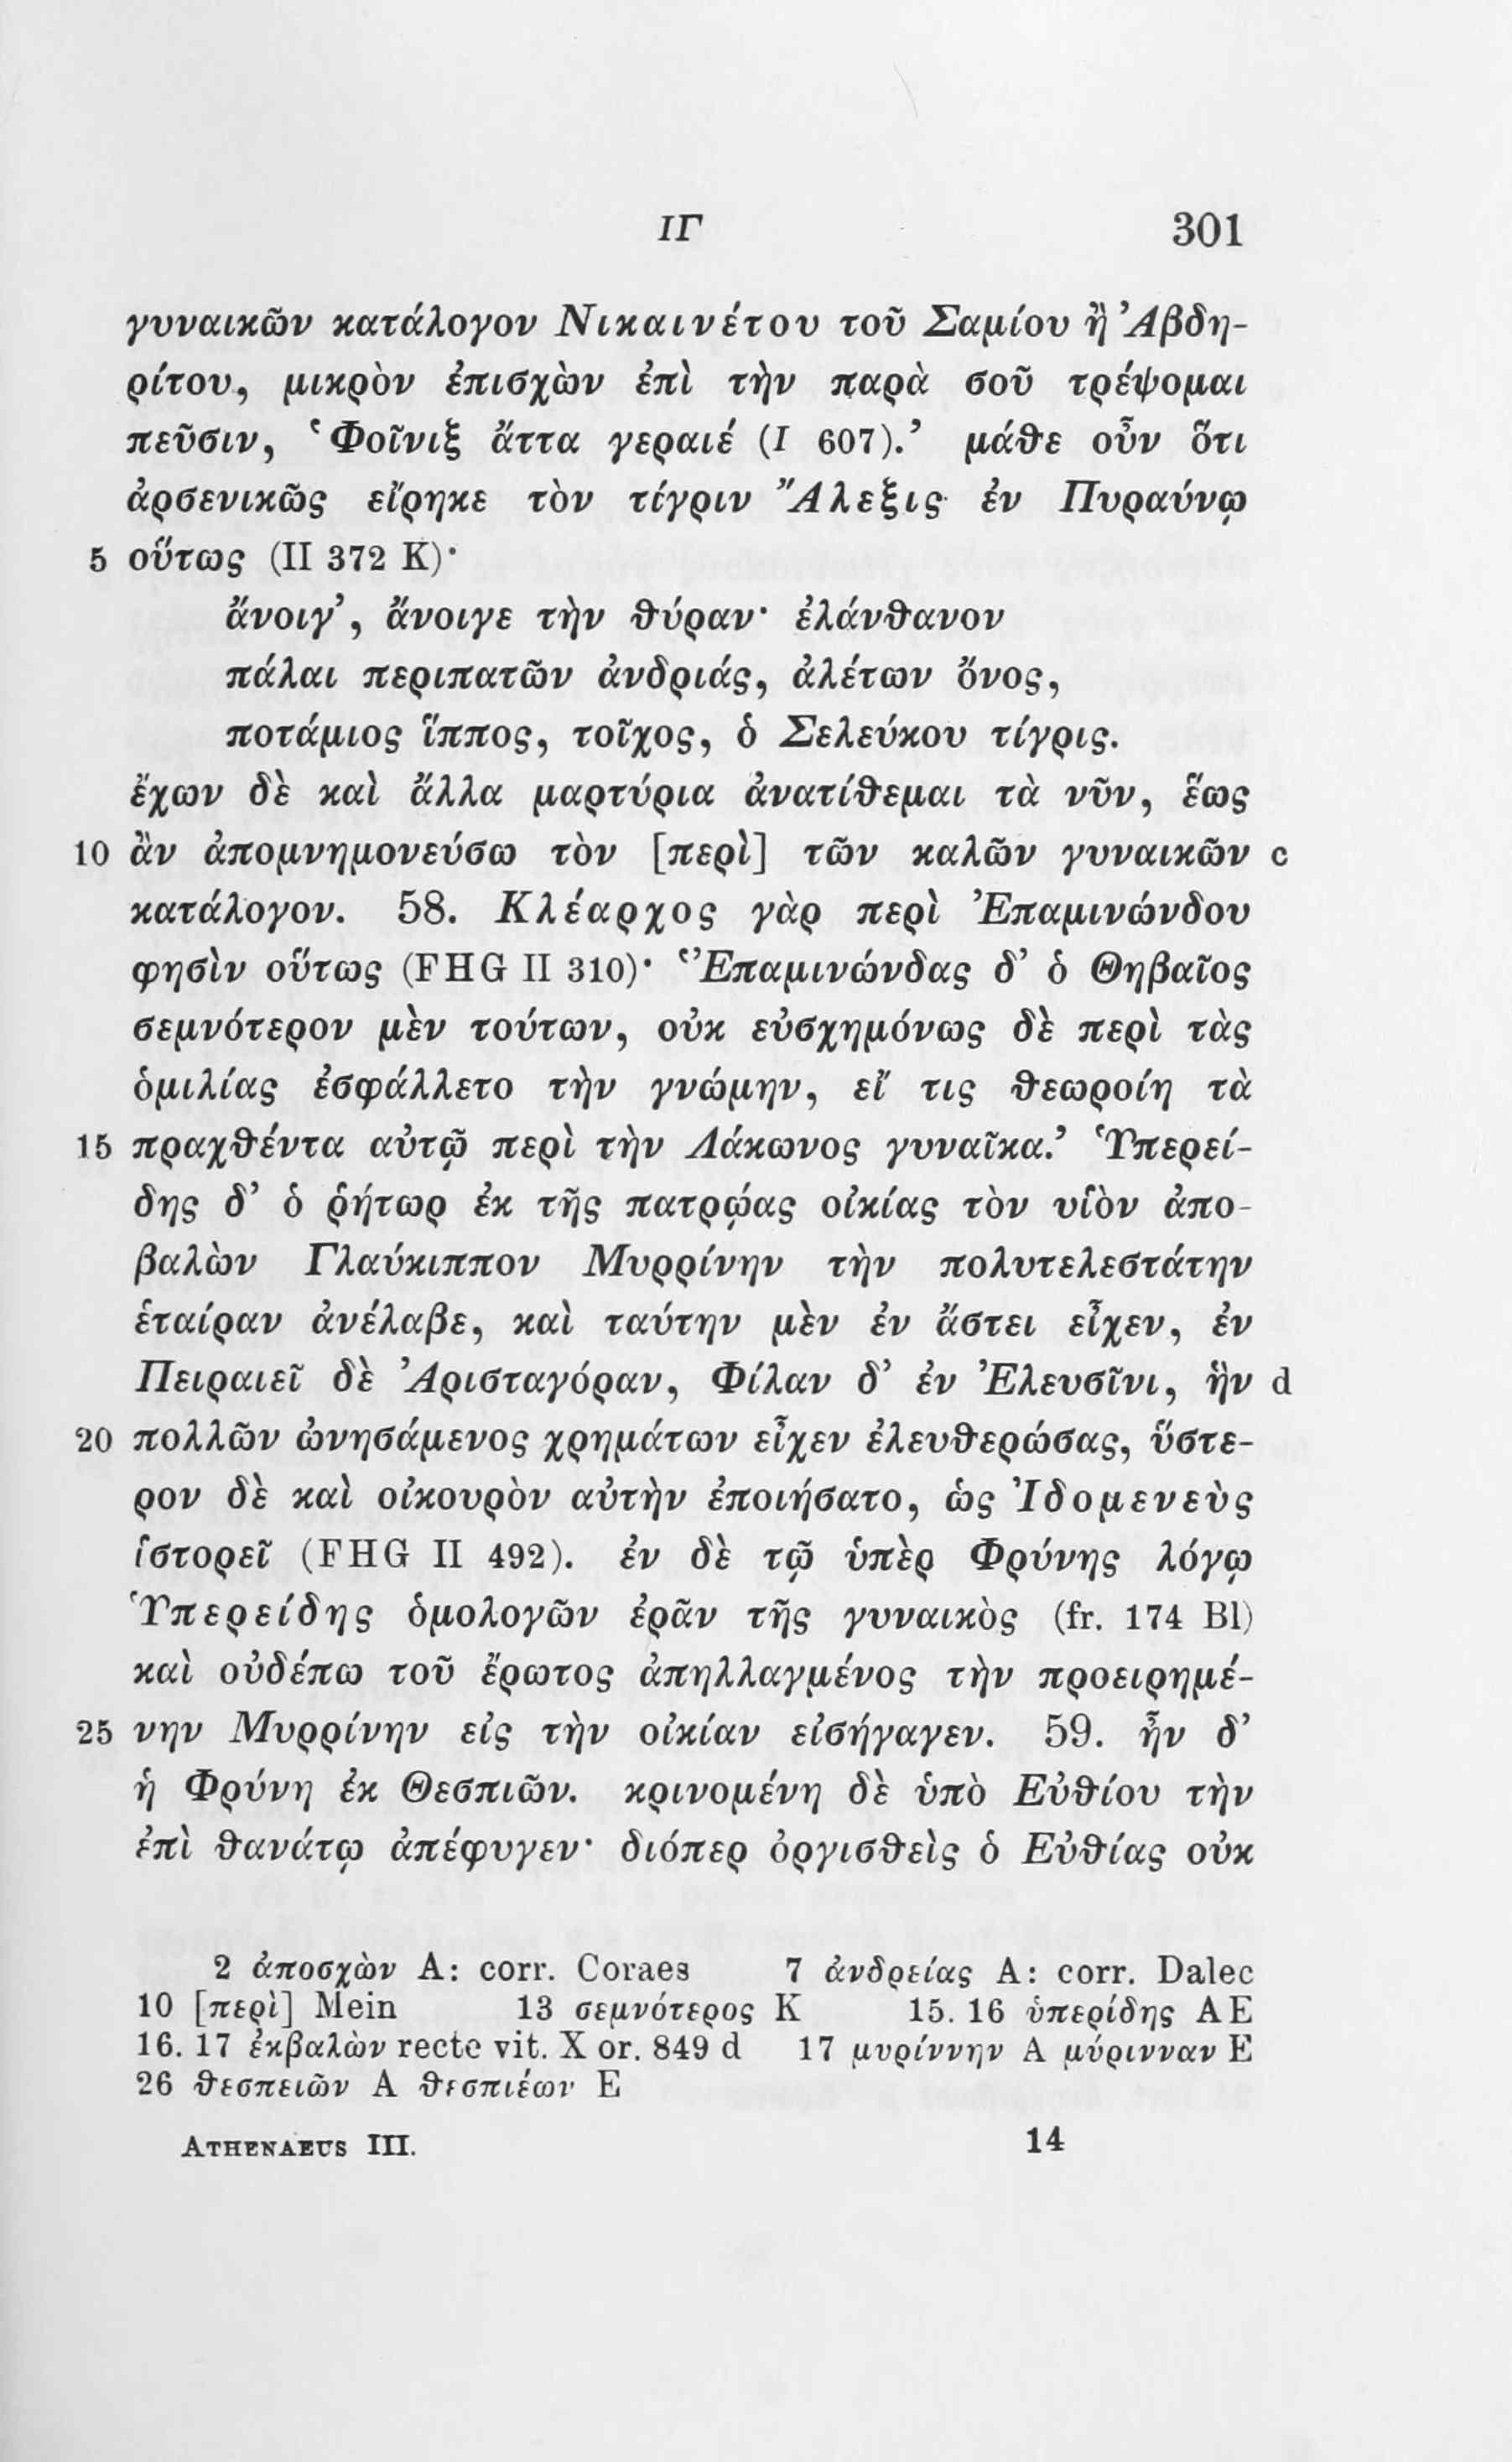 ΙΓ 301
γυναικῶν κατάλογον Νικαινέτου τοῦ Σαμίου ἢ Ἀβδη-
ρίτου, μικρὸν ἐπισχὼν ἐπὶ τὴν παρὰ σοῦ τρέψομαι
πεῦσιν, ‘Φοῖνιξ ἄττα γεραιέ (I 607).’ μάθε οὖν ὅτι
ἀρσενικῶς εἴρηκε τὸν τίγριν Ἄλεξις ἐν Πυραύνῳ
5 οὕτως (II 372 K)·
ἄνοιγ’, ἄνοιγε τὴν θύραν· ἐλάνθανον
πάλαι περιπατῶν ἀνδριάς, ἀλέτων ὄνος,
ποτάμιος ἵππος, τοῖχος, ὁ Σελεύκου τίγρις.
ἔχων δὲ καὶ ἄλλα μαρτύρια ἀνατίθεμαι τὰ νῦν, ἕως
10 ἂν ἀπομνημονεύσω τὸν [περὶ] τῶν καλῶν γυναικῶν c
κατάλογον. 58. Κλέαρχος γὰρ περὶ Ἐπαμινώνδου
φησὶν οὕτως (FHG II 310)· ‘Ἐπαμινώνδας δ’ ὁ Θηβαῖος
σεμνότερον μὲν τούτων, οὐκ εὐσχημόνως δὲ περὶ τὰς
ὁμιλίας ἐσφάλλετο τὴν γνώμην, εἴ τις θεωροίη τὰ
15 πραχθέντα αὐτῷ περὶ τὴν Λάκωνος γυναῖκα.’ Ὑπερεί-
δης δ’ ὁ ῥήτωρ ἐκ τῆς πατρῴας οἰκίας τὸν υἱὸν ἀπο-
βαλὼν Γλαύκιππον Μυρρίνην τὴν πολυτελεστάτην
ἑταίραν ἀνέλαβε, καὶ ταύτην μὲν ἐν ἄστει εἶχεν, ἐν
Πειραιεῖ δὲ Ἀρισταγόραν, Φίλαν δ’ ἐν Ἐλευσῖνι, ἣν d
20 πολλῶν ὠνησάμενος χρημάτων εἶχεν ἐλευθερώσας, ὕστε-
ρον δὲ καὶ οἰκουρὸν αὐτὴν ἐποιήσατο, ὡς Ἰδομενεὺς
ἱστορεῖ (FHG II 492). ἐν δὲ τῷ ὑπὲρ Φρύνης λόγῳ
Ὑπερείδης ὁμολογῶν ἐρᾶν τῆς γυναικὸς (fr. 174 Bl)
καὶ οὐδέπω τοῦ ἔρωτος ἀπηλλαγμένος τὴν προειρημέ-
25 νην Μυρρίνην εἰς τὴν οἰκίαν εἰσήγαγεν. 59. ἦν δ’
ἡ Φρύνη ἐκ Θεσπιῶν. κρινομένη δὲ ὑπὸ Εὐθίου τὴν
ἐπὶ θανάτῳ ἀπέφυγεν· διόπερ ὀργισθεὶς ὁ Εὐθίας οὐκ
2 ἀποσχὼν A: corr. Coraes 7 ἀνδρείας A: corr. Dalec
10 [περὶ] Mein 13 σεμνότερος K 15. 16 ὑπερίδης AE
16. 17 ἐκβαλὼν recte vit. X or. 849 d 17 μυρίννην A μύρινναν E
26 θεσπειῶν A θεσπιέων E
ATHENAEUS III. 14